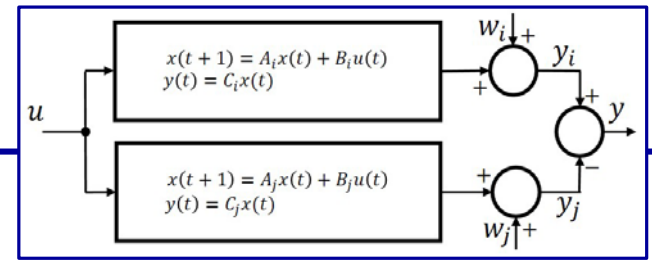 w_i +
x(t + 1) = A_i x(t) + B_i u(t)
y(t) = C_i x(t)
+
y_i
u
+
y
−
x(t + 1) = A_j x(t) + B_j u(t)
y(t) = C_j x(t)
+
y_j
w_j +